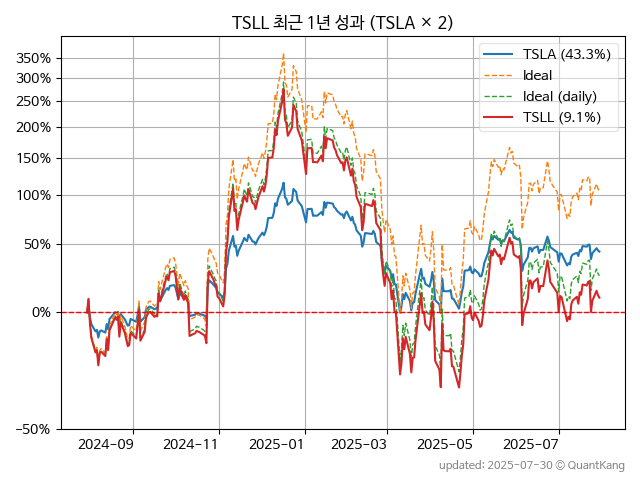 TSLL 최근 1년 성과 (TSLA × 2)
TSLA (43.3%)
Ideal
Ideal (daily)
TSLL (9.1%)
350%
300%
250%
200%
150%
100%
50%
0%
−50%
2024-09
2024-11
2025-01
2025-03
2025-05
2025-07
updated: 2025-07-30 © QuantKang